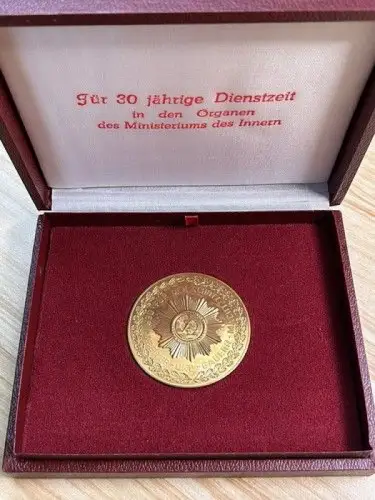 Für 30 jährige Dienstzeit
in den Organen
des Ministeriums des Innern